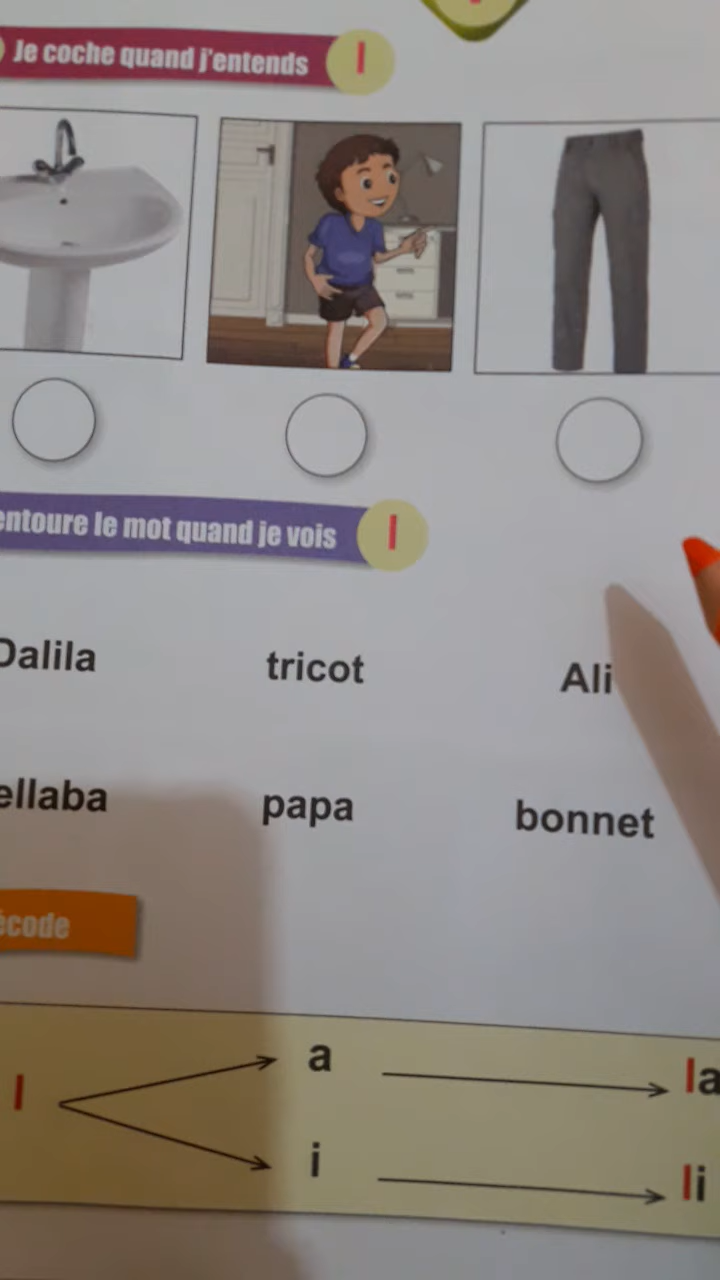 Je coche quand j'entends l
entoure le mot quand je vois l
Dalila tricot Ali
ellaba papa bonnet
écode
l a la
i li